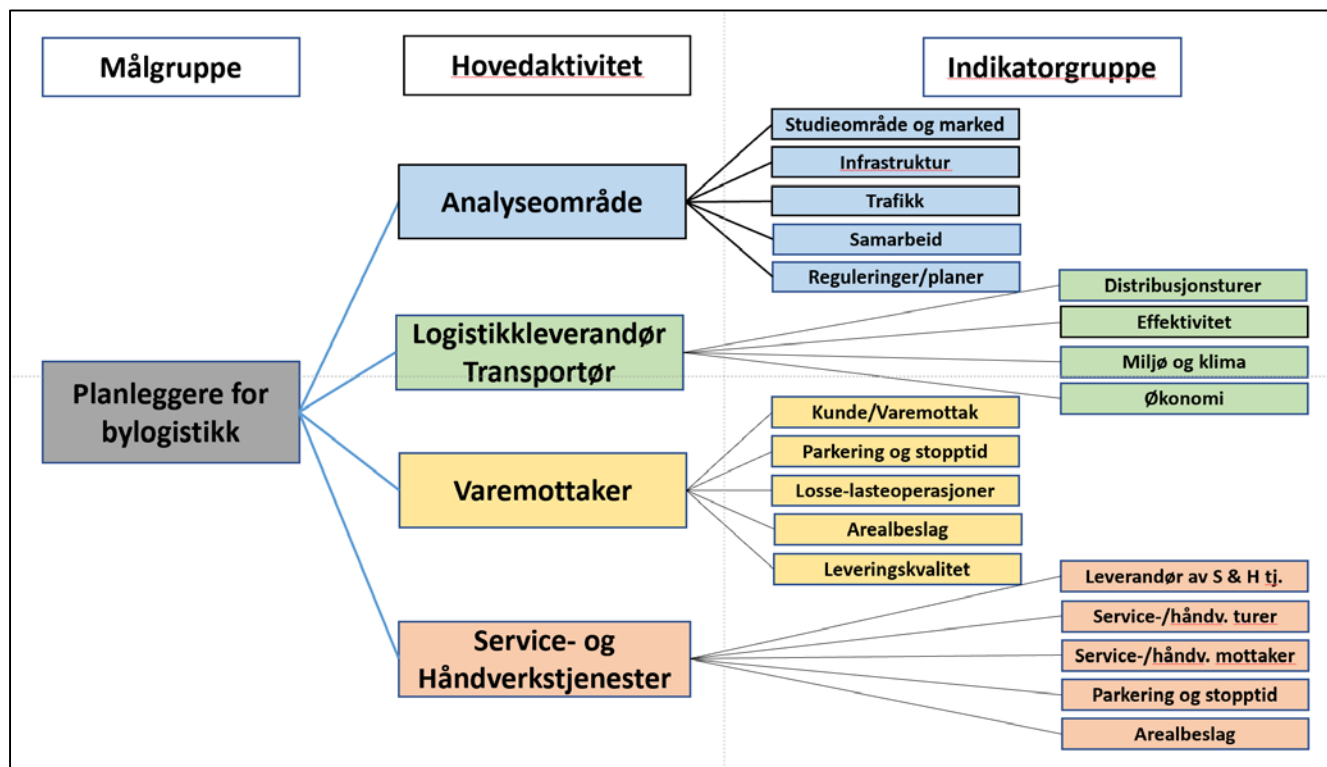 Målgruppe
Hovedaktivitet
Indikatorgruppe
Planleggere for
bylogistikk
Analyseområde
Studieområde og marked
Infrastruktur
Trafikk
Samarbeid
Reguleringer/planer
Logistikkleverandør
Transportør
Distribusjonsturer
Effektivitet
Miljø og klima
Økonomi
Varemottaker
Kunde/Varemottak
Parkering og stopptid
Losse-lasteoperasjoner
Arealbeslag
Leveringskvalitet
Service- og
Håndverkstjenester
Leverandør av S & H tj.
Service-/håndv. turer
Service-/håndv. mottaker
Parkering og stopptid
Arealbeslag